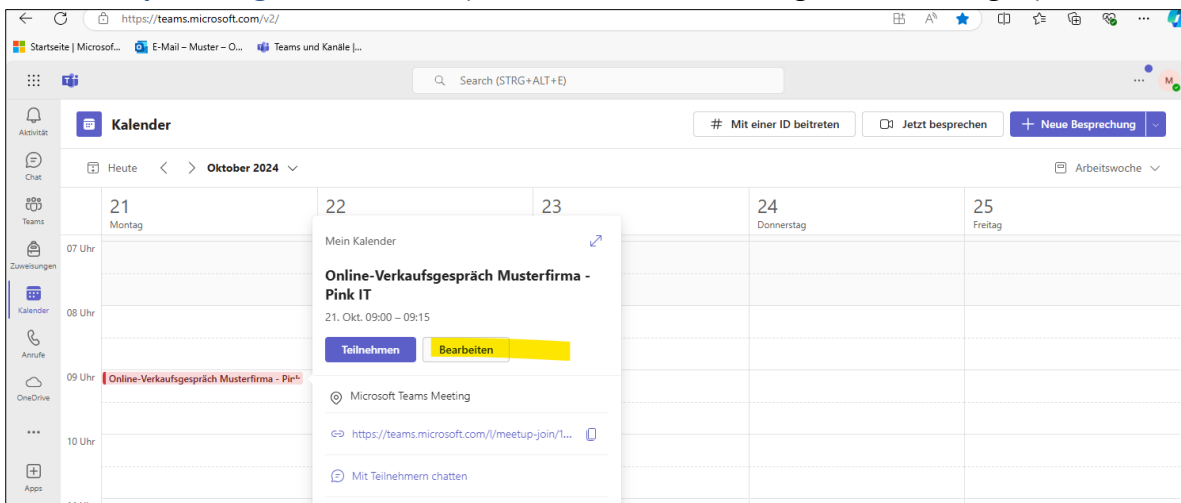 https://teams.microsoft.com/v2/
Startseite | Microsof... E-Mail – Muster – O... Teams und Kanäle |...
Search (STRG+ALT+E) M
Aktivität
Chat
Teams
Zuweisungen
Kalender
Anrufe
OneDrive
Apps
Kalender # Mit einer ID beitreten Jetzt besprechen + Neue Besprechung
Heute Oktober 2024 Arbeitswoche
21 22 23 24 25
Montag Donnerstag Freitag
07 Uhr
08 Uhr
09 Uhr Online-Verkaufsgespräch Musterfirma -
10 Uhr
Mein Kalender
Online-Verkaufsgespräch Musterfirma -
Pink IT
21. Okt. 09:00 – 09:15
Teilnehmen Bearbeiten
Microsoft Teams Meeting
https://teams.microsoft.com/l/meetup-join/1...
Mit Teilnehmern chatten